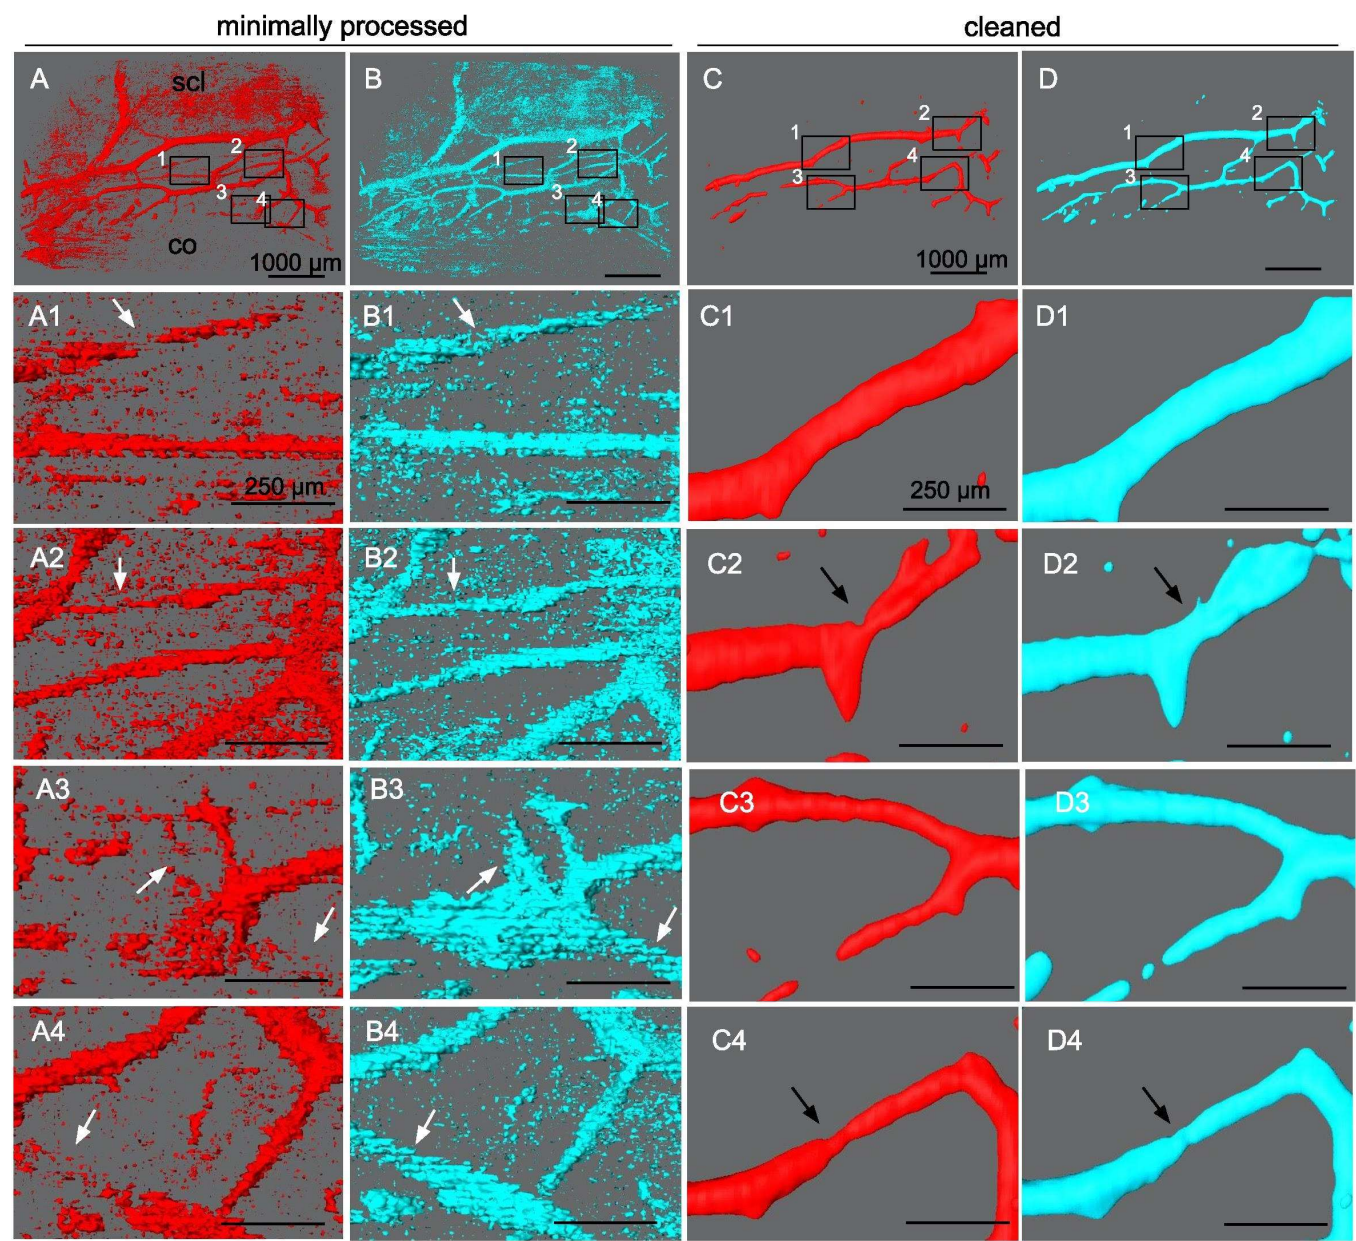 minimally processed cleaned
A scl B C D
1 2 3 4 1 2 3 4 1 2 3 4 1 2 3 4
co 1000 µm 1000 µm
A1 B1 C1 D1
250 µm 250 µm
A2 B2 C2 D2
A3 B3 C3 D3
A4 B4 C4 D4